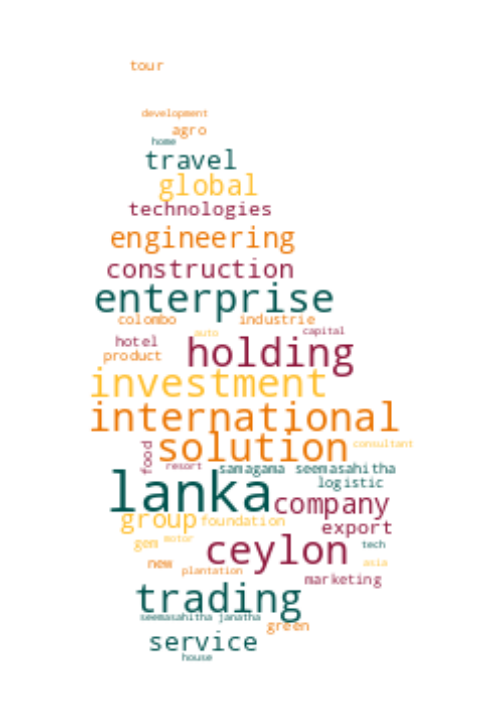 tour
development
agro
home
travel
global
technologies
engineering
construction
enterprise
colombo industrie
auto capital
hotel holding
product
investment
international
solution consultant
food resort samagama seemasahitha
lanka logistic
company
group foundation export
gem motor ceylon tech
new plantation asia
marketing
trading
seemasahitha janatha
green
service
house